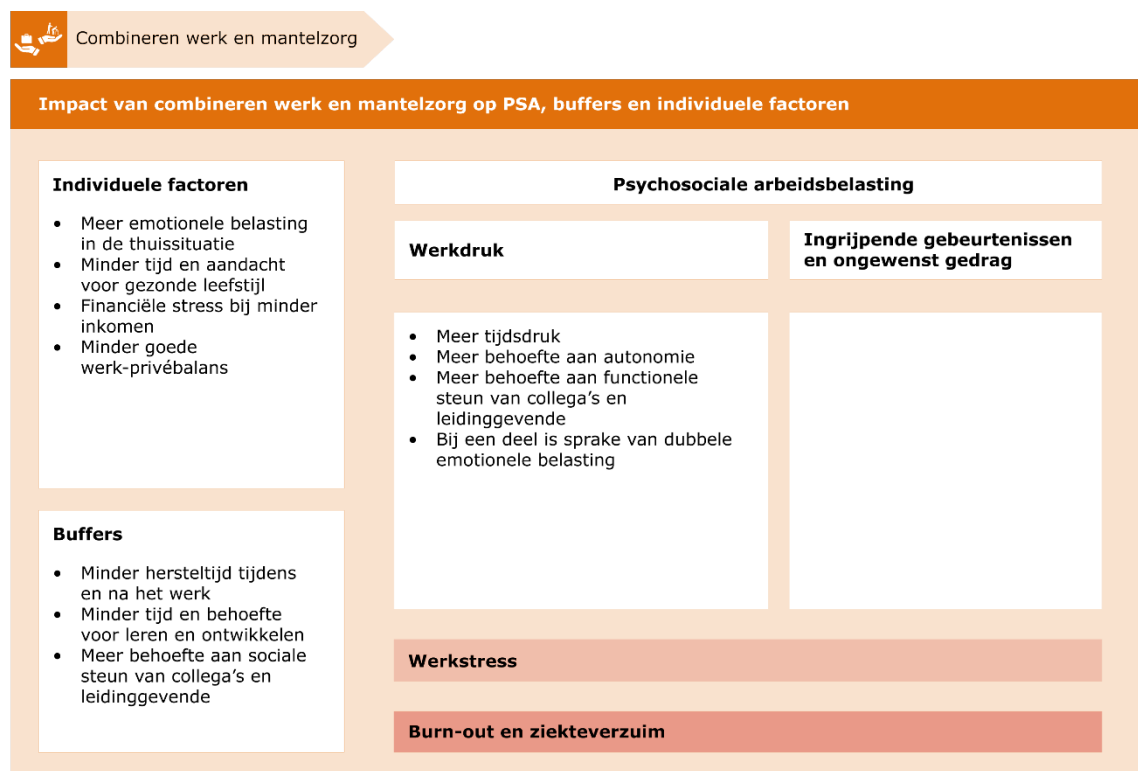 Combineren werk en mantelzorg
Impact van combineren werk en mantelzorg op PSA, buffers en individuele factoren
Individuele factoren
• Meer emotionele belasting
in de thuissituatie
• Minder tijd en aandacht
voor gezonde leefstijl
• Financiële stress bij minder
inkomen
• Minder goede
werk-privébalans
Buffers
• Minder hersteltijd tijdens
en na het werk
• Minder tijd en behoefte
voor leren en ontwikkelen
• Meer behoefte aan sociale
steun van collega’s en
leidinggevende
Psychosociale arbeidsbelasting
Werkdruk
• Meer tijdsdruk
• Meer behoefte aan autonomie
• Meer behoefte aan functionele
steun van collega’s en
leidinggevende
• Bij een deel is sprake van dubbele
emotionele belasting
Ingrijpende gebeurtenissen
en ongewenst gedrag
Werkstress
Burn-out en ziekteverzuim